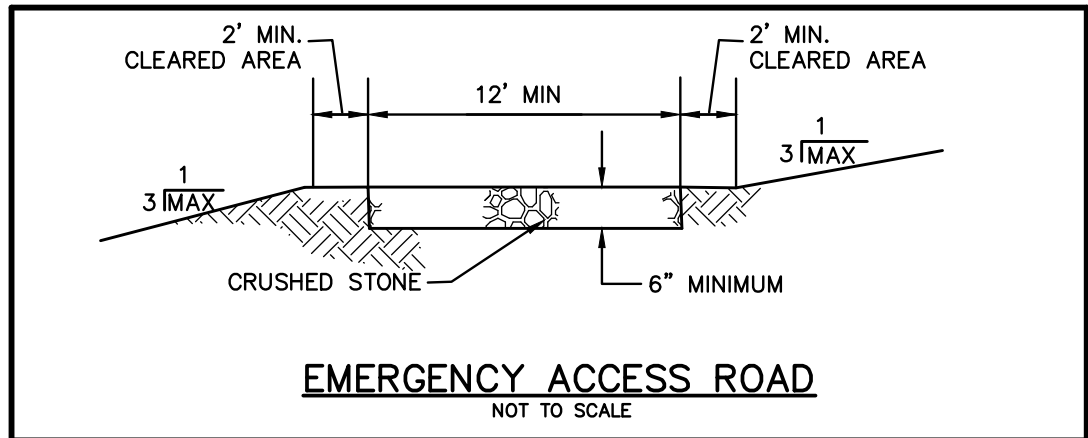 2' MIN.
CLEARED AREA
2' MIN.
CLEARED AREA
12' MIN
1
3 MAX
1
3 MAX
CRUSHED STONE
6" MINIMUM
EMERGENCY ACCESS ROAD
NOT TO SCALE